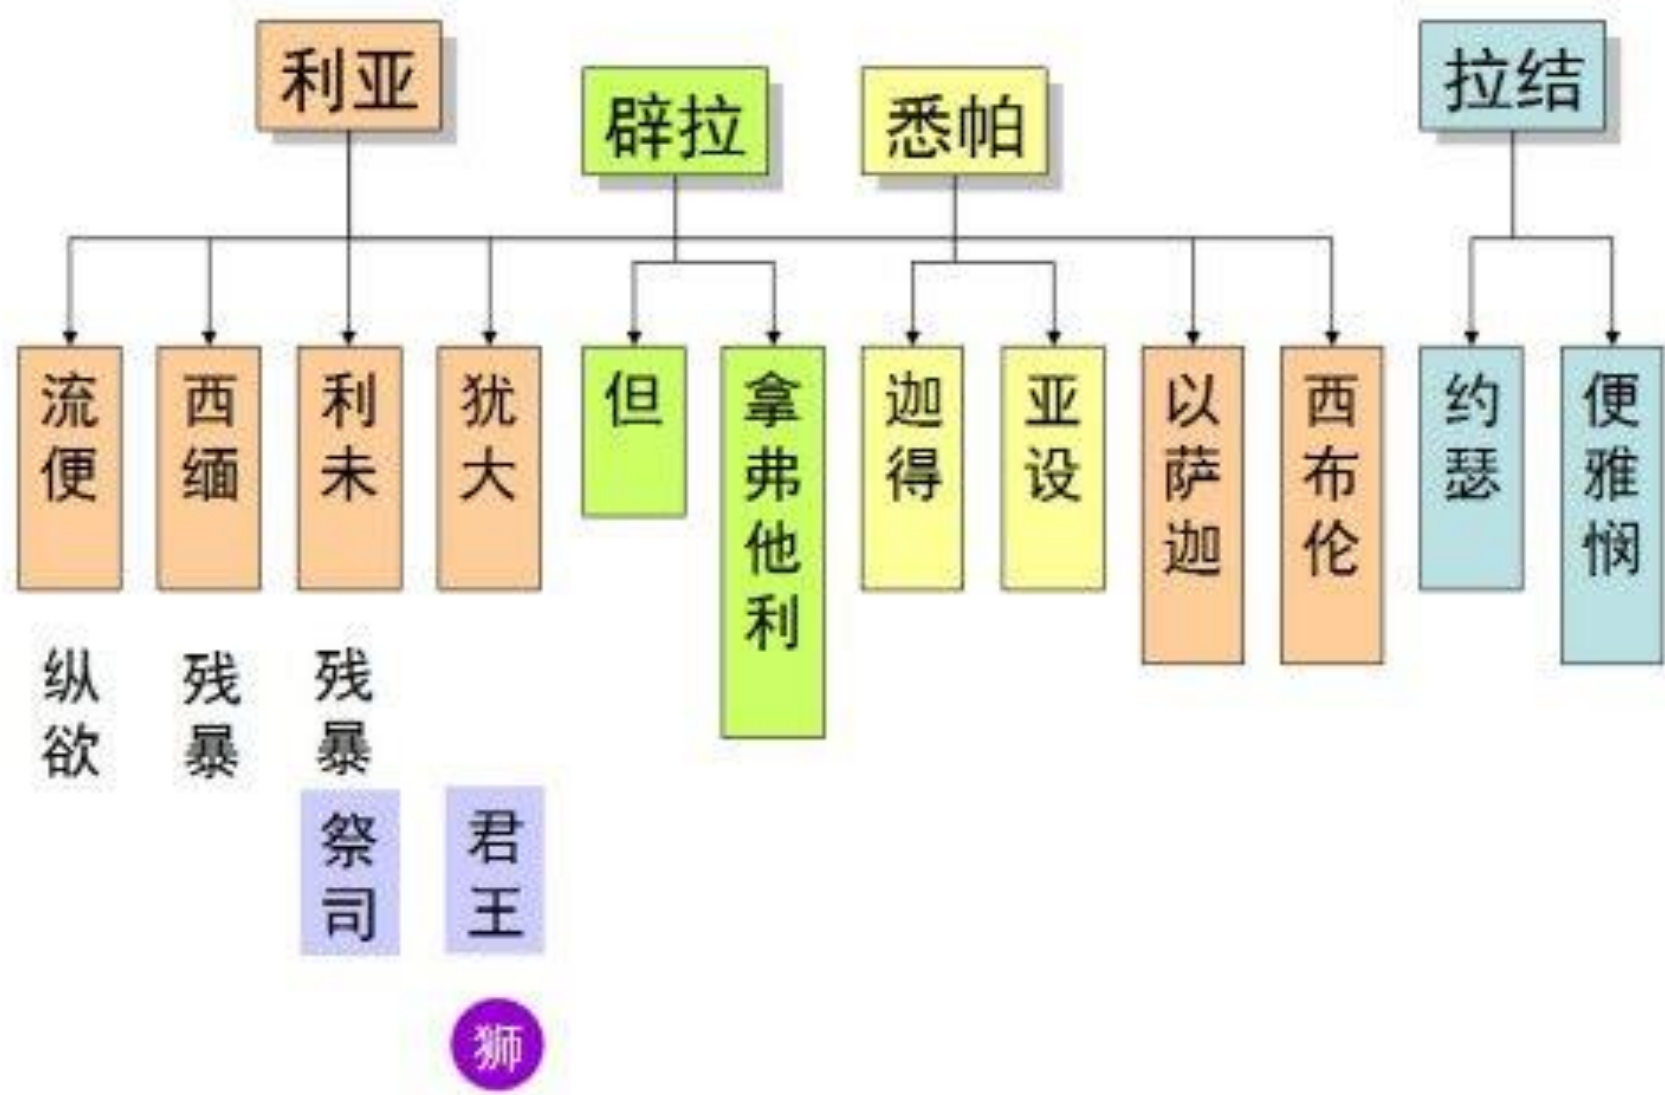 利亚
辟拉
悉帕
拉结
流便
西缅
利未
犹大
但
拿弗他利
迦得
亚设
以萨迦
西布伦
约瑟
便雅悯
纵欲
残暴
残暴
祭司
君王
狮